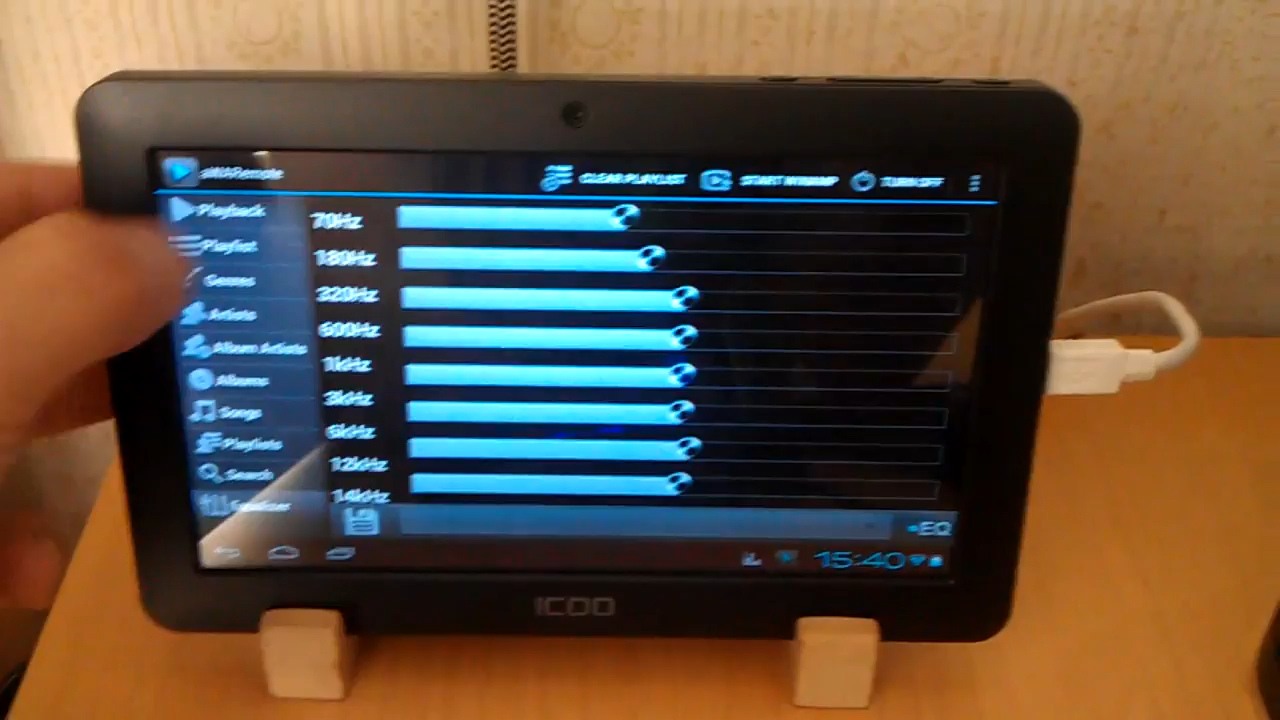 aWARemote CLEAR PLAYLIST START WINAMP TURN OFF
Playback
Playlist
Genres
Artists
Album Artists
Albums
Songs
Playlists
Search
Equalizer
70Hz
180Hz
320Hz
600Hz
1kHz
3kHz
6kHz
12kHz
14kHz
EQ
15:40
ICOO